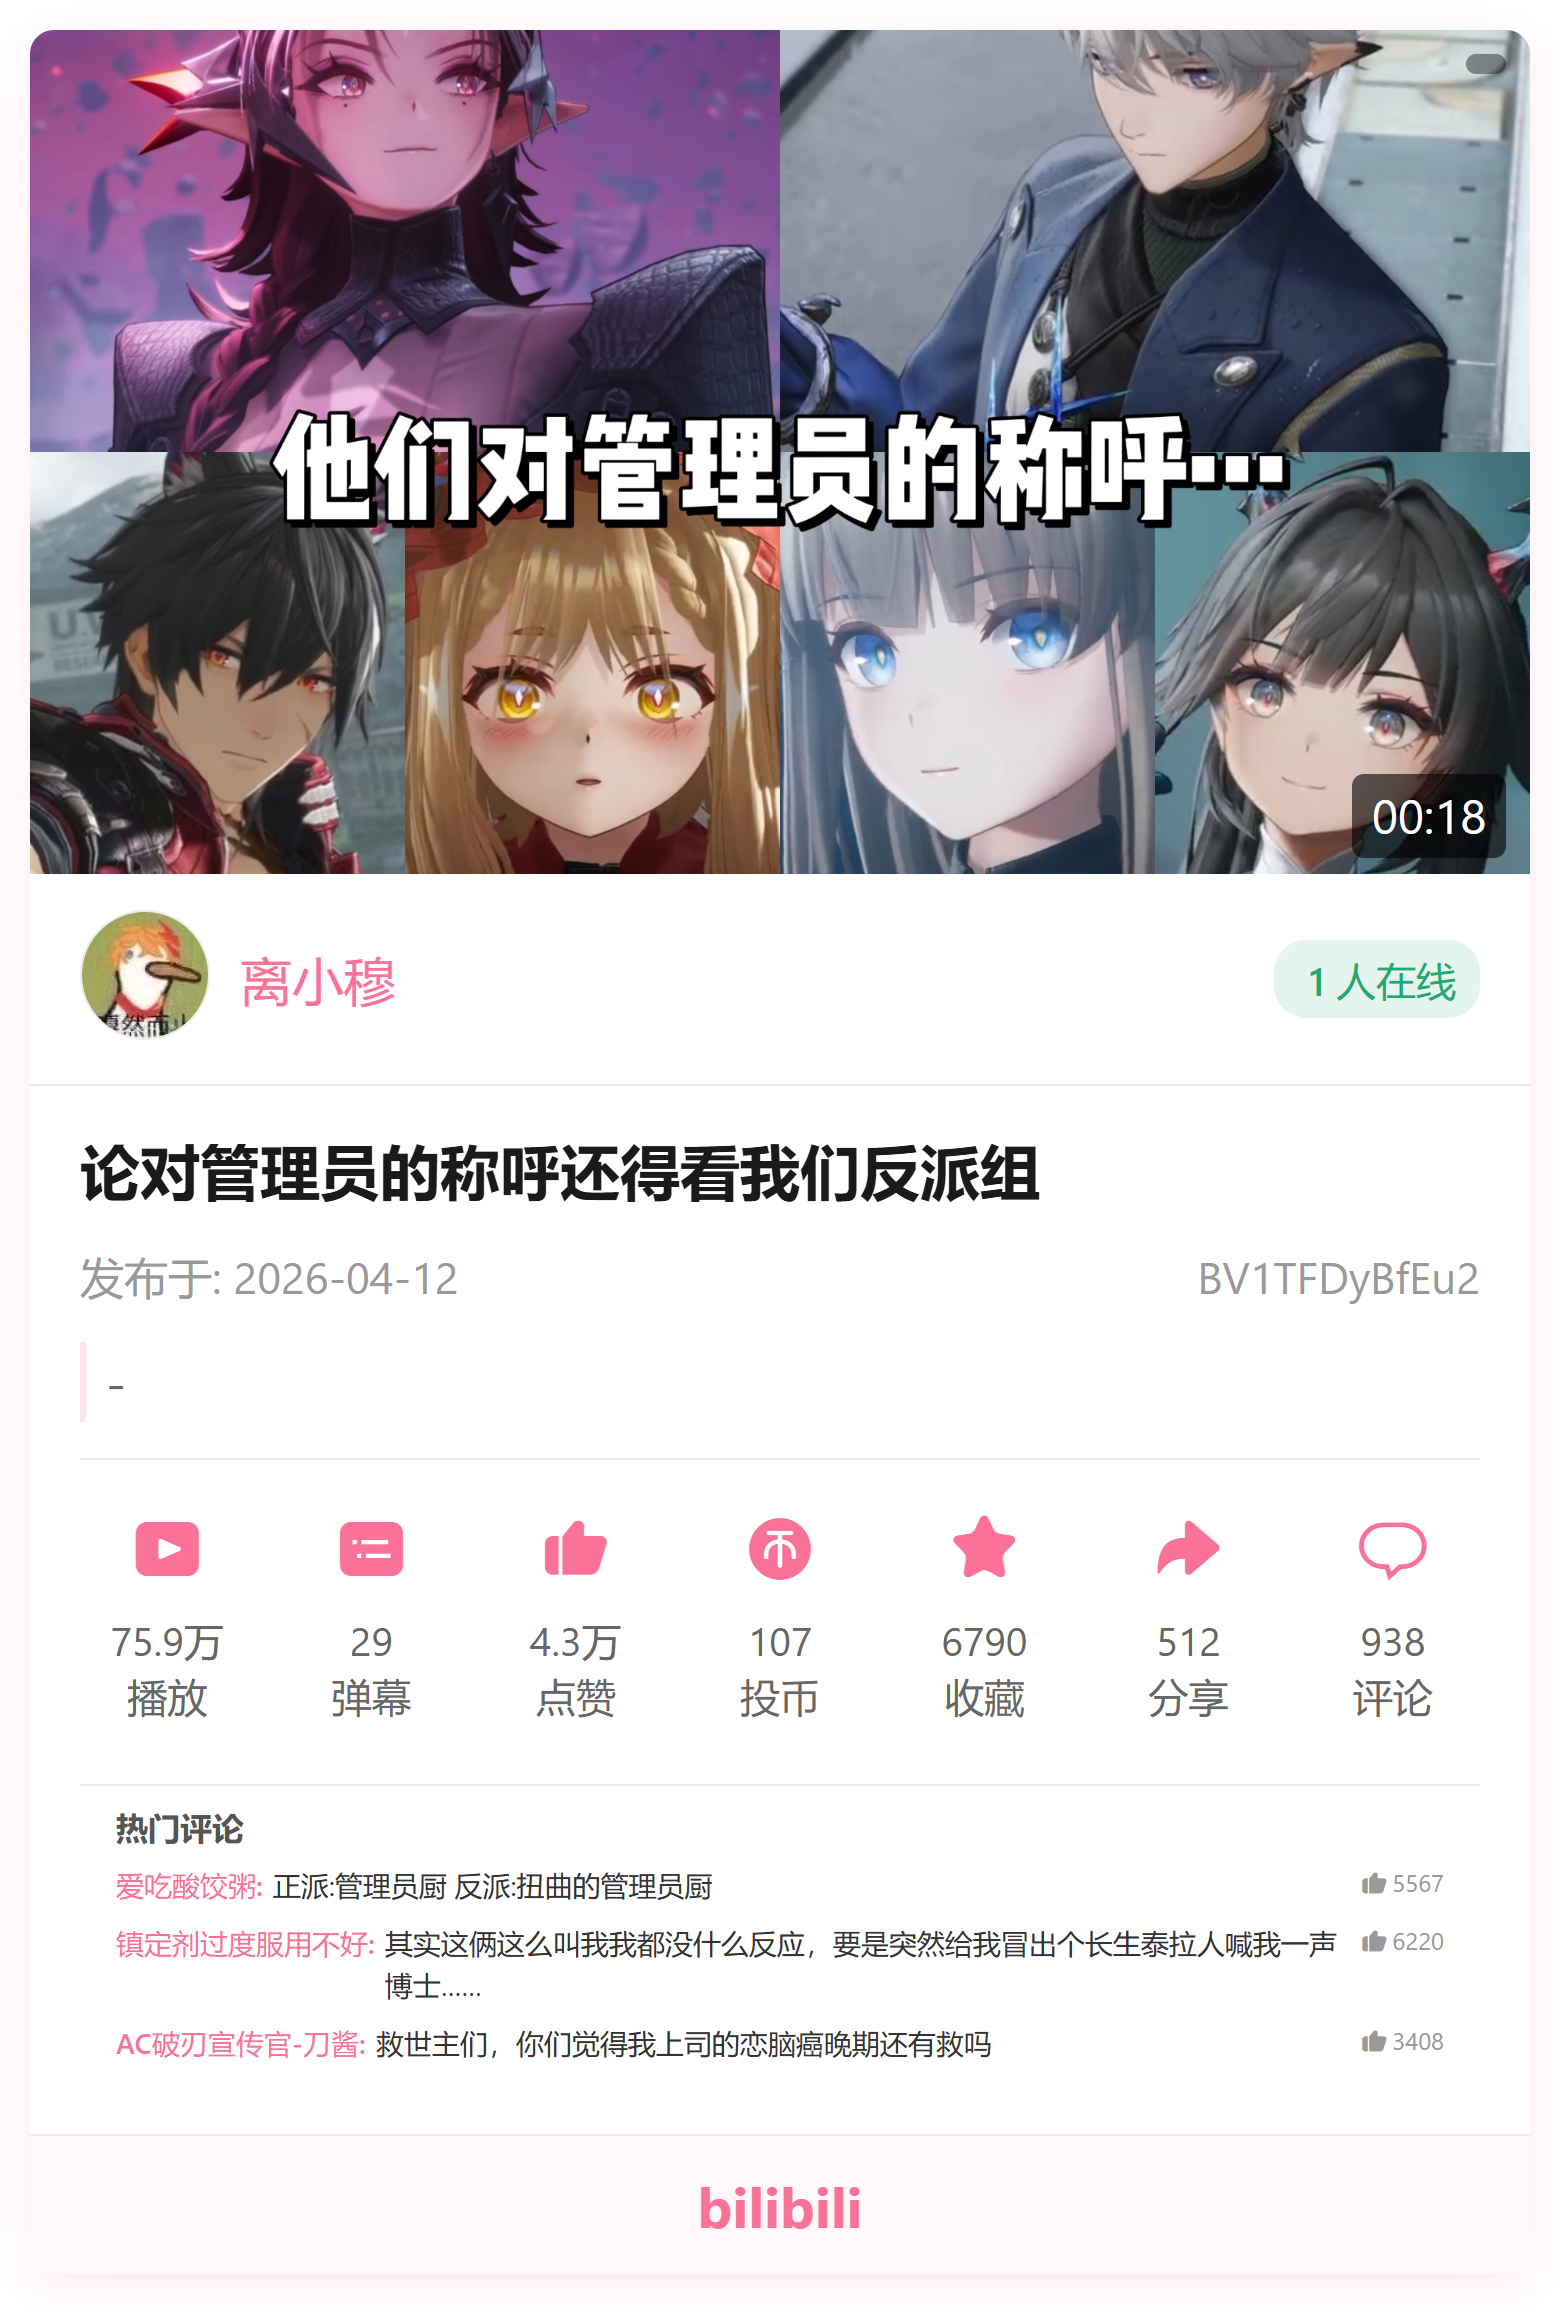 他们对管理员的称呼…
00:18
离小穆
1 人在线
论对管理员的称呼还得看我们反派组
发布于: 2026-04-12
BV1TFDyBfEu2
-
75.9万
29
4.3万
107
6790
512
938
播放
弹幕
点赞
投币
收藏
分享
评论
热门评论
爱吃酸饺粥: 正派:管理员厨 反派:扭曲的管理员厨
5567
镇定剂过度服用不好: 其实这俩这么叫我我都没什么反应，要是突然给我冒出个长生泰拉人喊我一声
6220
博士……
AC破刃宣传官-刀酱: 救世主们，你们觉得我上司的恋脑癌晚期还有救吗
3408
bilibili